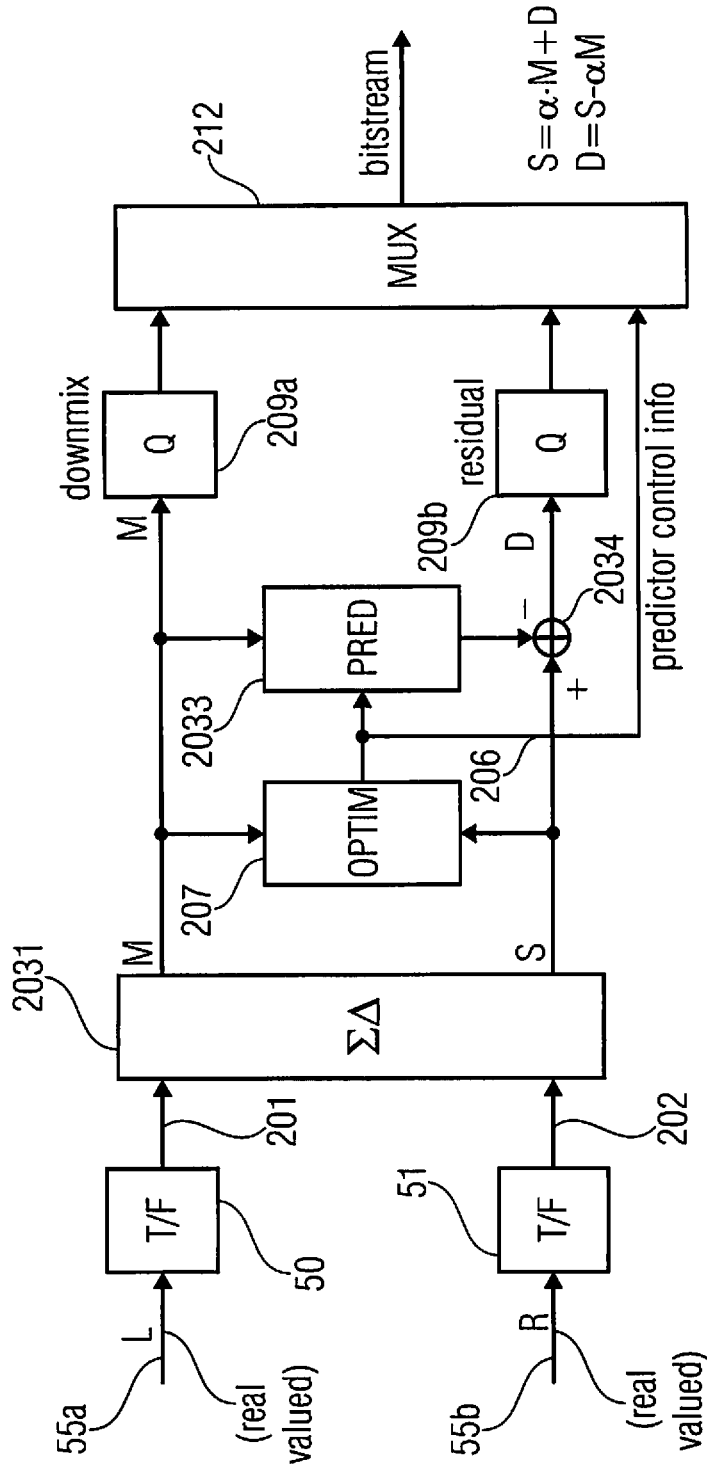 55a
L
(real
valued)
T/F
50
201
2031
ΣΔ
M
207
OPTIM
2033
PRED
M
downmix
Q
209a
212
MUX
bitstream
55b
R
(real
valued)
51
T/F
202
S
206
+
−
2034
D
209b
residual
Q
predictor control info
S=α·M+D
D=S-αM